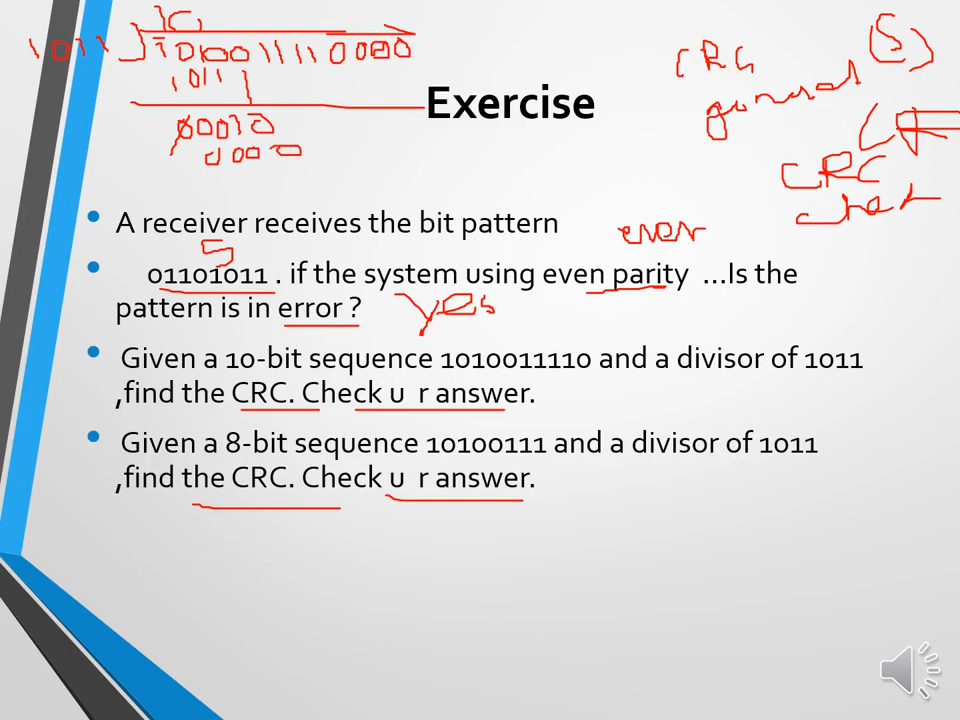 1011 1010011110000
1011
CRG (S)
general
Exercise
CRC
• A receiver receives the bit pattern
even
5
• 01101011 . if the system using even parity ...Is the
pattern is in error ? Yes
• Given a 10-bit sequence 1010011110 and a divisor of 1011
,find the CRC. Check u r answer.
• Given a 8-bit sequence 10100111 and a divisor of 1011
,find the CRC. Check u r answer.